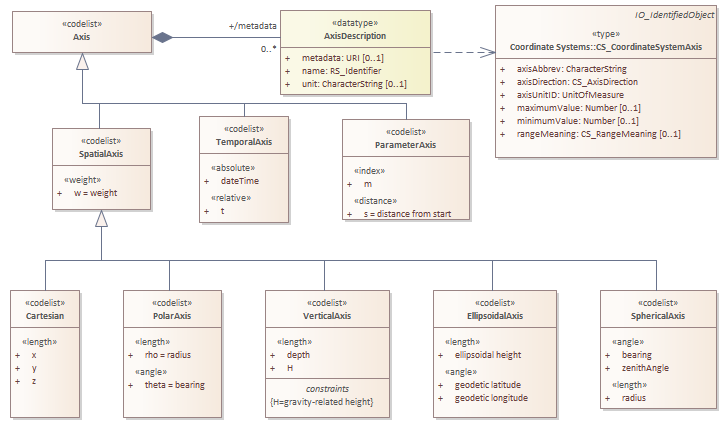 «codelist»
Axis
+/metadata
0..*
«datatype»
AxisDescription
+ metadata: URI [0..1]
+ name: RS_Identifier
+ unit: CharacterString [0..1]
IO_IdentifiedObject
«type»
Coordinate Systems::CS_CoordinateSystemAxis
+ axisAbbrev: CharacterString
+ axisDirection: CS_AxisDirection
+ axisUnitID: UnitOfMeasure
+ maximumValue: Number [0..1]
+ minimumValue: Number [0..1]
+ rangeMeaning: CS_RangeMeaning [0..1]
«codelist»
SpatialAxis
«weight»
+ w = weight
«codelist»
TemporalAxis
«absolute»
+ dateTime
«relative»
+ t
«codelist»
ParameterAxis
«index»
+ m
«distance»
+ s = distance from start
«codelist»
Cartesian
«length»
+ x
+ y
+ z
«codelist»
PolarAxis
«length»
+ rho = radius
«angle»
+ theta = bearing
«codelist»
VerticalAxis
«length»
+ depth
+ H
constraints
{H=gravity-related height}
«codelist»
EllipsoidalAxis
«length»
+ ellipsoidal height
«angle»
+ geodetic latitude
+ geodetic longitude
«codelist»
SphericalAxis
«angle»
+ bearing
+ zenithAngle
«length»
+ radius